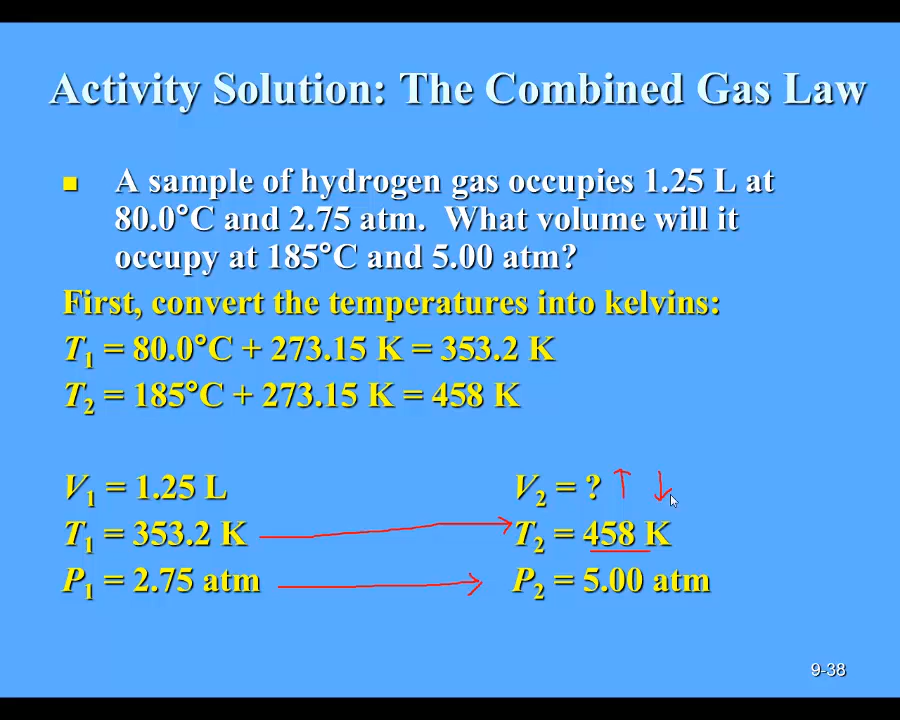 Activity Solution: The Combined Gas Law
A sample of hydrogen gas occupies 1.25 L at
80.0°C and 2.75 atm. What volume will it
occupy at 185°C and 5.00 atm?
First, convert the temperatures into kelvins:
T₁ = 80.0°C + 273.15 K = 353.2 K
T₂ = 185°C + 273.15 K = 458 K
V₁ = 1.25 L
V₂ = ? ↑ ↓
T₁ = 353.2 K → T₂ = 458 K
P₁ = 2.75 atm → P₂ = 5.00 atm
9-38